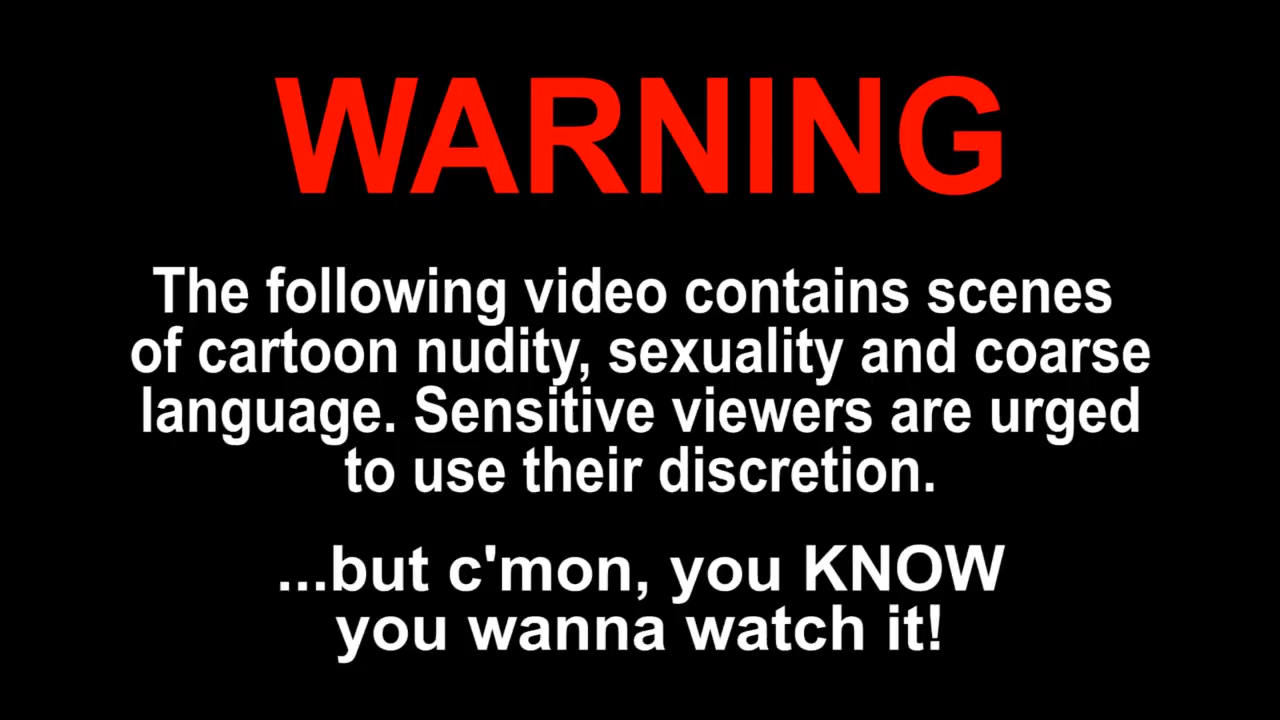 WARNING
The following video contains scenes
of cartoon nudity, sexuality and coarse
language. Sensitive viewers are urged
to use their discretion.
...but c'mon, you KNOW
you wanna watch it!